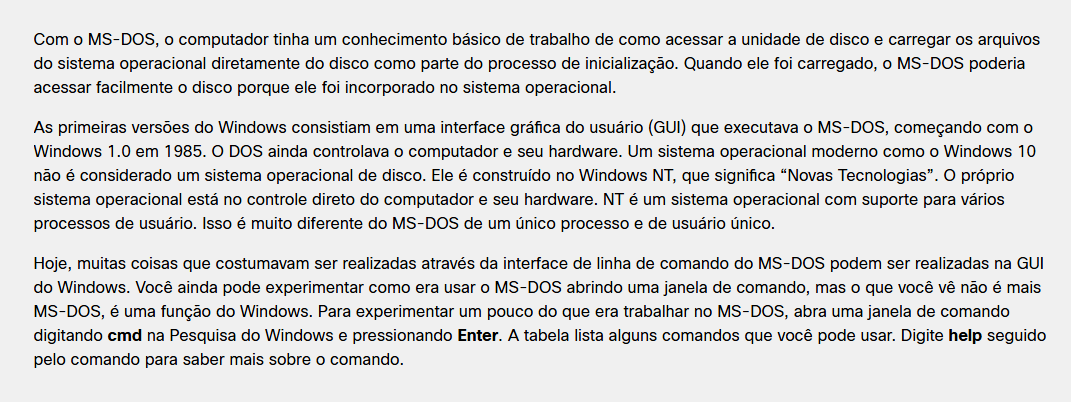 Com o MS-DOS, o computador tinha um conhecimento básico de trabalho de como acessar a unidade de disco e carregar os arquivos
do sistema operacional diretamente do disco como parte do processo de inicialização. Quando ele foi carregado, o MS-DOS poderia
acessar facilmente o disco porque ele foi incorporado no sistema operacional.
As primeiras versões do Windows consistiam em uma interface gráfica do usuário (GUI) que executava o MS-DOS, começando com o
Windows 1.0 em 1985. O DOS ainda controlava o computador e seu hardware. Um sistema operacional moderno como o Windows 10
não é considerado um sistema operacional de disco. Ele é construído no Windows NT, que significa “Novas Tecnologias”. O próprio
sistema operacional está no controle direto do computador e seu hardware. NT é um sistema operacional com suporte para vários
processos de usuário. Isso é muito diferente do MS-DOS de um único processo e de usuário único.
Hoje, muitas coisas que costumavam ser realizadas através da interface de linha de comando do MS-DOS podem ser realizadas na GUI
do Windows. Você ainda pode experimentar como era usar o MS-DOS abrindo uma janela de comando, mas o que você vê não é mais
MS-DOS, é uma função do Windows. Para experimentar um pouco do que era trabalhar no MS-DOS, abra uma janela de comando
digitando cmd na Pesquisa do Windows e pressionando Enter. A tabela lista alguns comandos que você pode usar. Digite help seguido
pelo comando para saber mais sobre o comando.